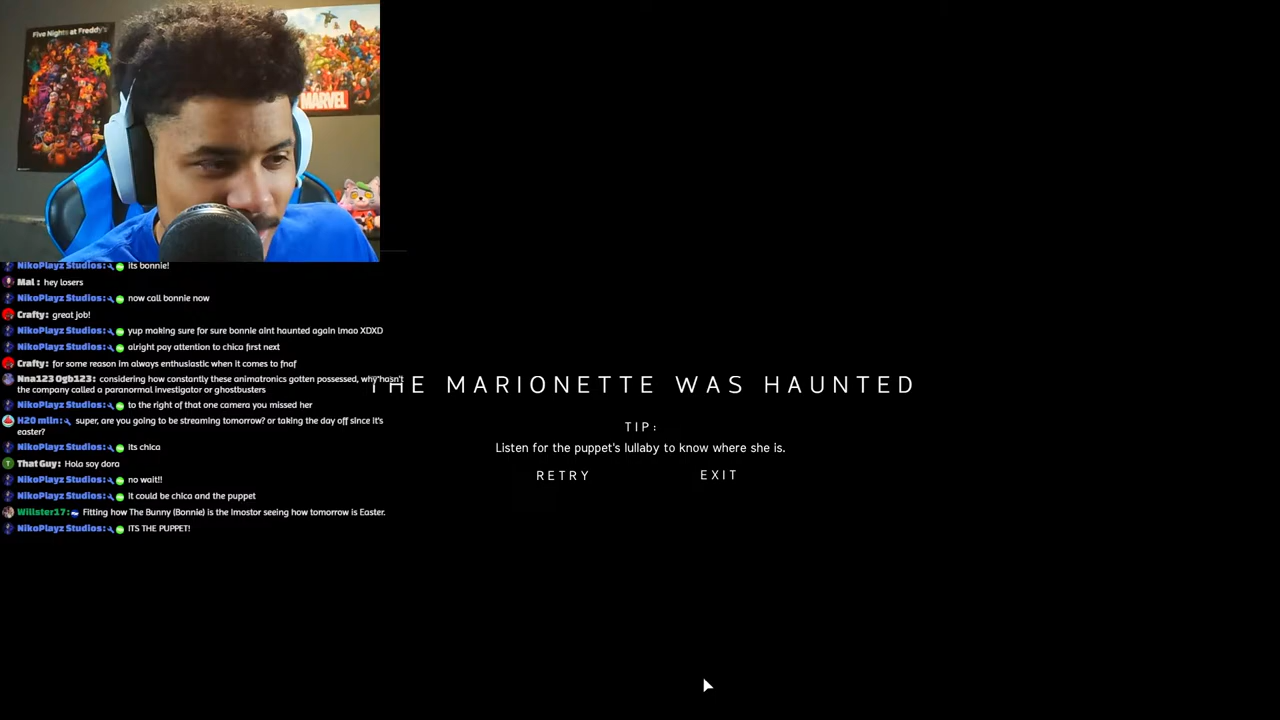 Five Nights at Freddy's
MARVEL
NikoPlayz Studios: its bonnie!
Mal : hey losers
NikoPlayz Studios: now call bonnie now
Crafty: great job!
NikoPlayz Studios: yup making sure for sure bonnie aint haunted again lmao XDXD
NikoPlayz Studios: alright pay attention to chica first next
Crafty: for some reason Im always enthusiastic when it comes to fnaf
Nna123 Ogb123: considering how constantly these animatronics gotten possessed, why hasn't
the company called a paranormal investigator or ghostbusters
NikoPlayz Studios: to the right of that one camera you missed her
H20 mlln: super, are you going to be streaming tomorrow? or taking the day off since it's
easter?
NikoPlayz Studios: its chica
That Guy: Hola soy dora
NikoPlayz Studios: no wait!!
NikoPlayz Studios: it could be chica and the puppet
Willster17: Fitting how The Bunny (Bonnie) is the Imostor seeing how tomorrow is Easter.
NikoPlayz Studios: ITS THE PUPPET!
THE MARIONETTE WAS HAUNTED
TIP:
Listen for the puppet's lullaby to know where she is.
RETRY EXIT